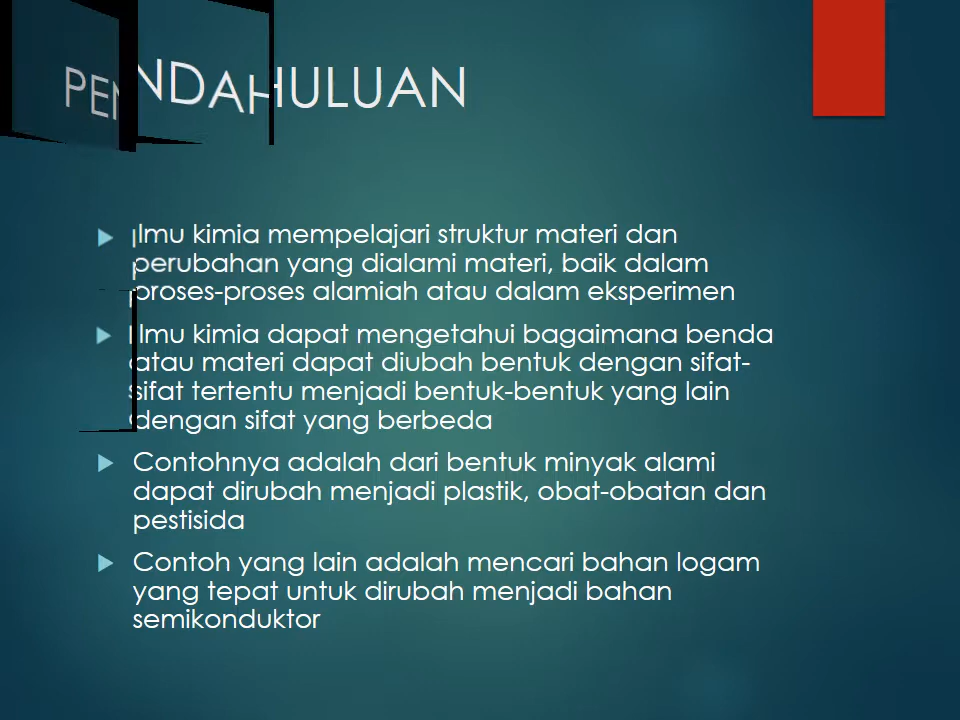 PENDAHULUAN
Ilmu kimia mempelajari struktur materi dan
perubahan yang dialami materi, baik dalam
proses-proses alamiah atau dalam eksperimen
Ilmu kimia dapat mengetahui bagaimana benda
atau materi dapat diubah bentuk dengan sifat-
sifat tertentu menjadi bentuk-bentuk yang lain
dengan sifat yang berbeda
Contohnya adalah dari bentuk minyak alami
dapat dirubah menjadi plastik, obat-obatan dan
pestisida
Contoh yang lain adalah mencari bahan logam
yang tepat untuk dirubah menjadi bahan
semikonduktor